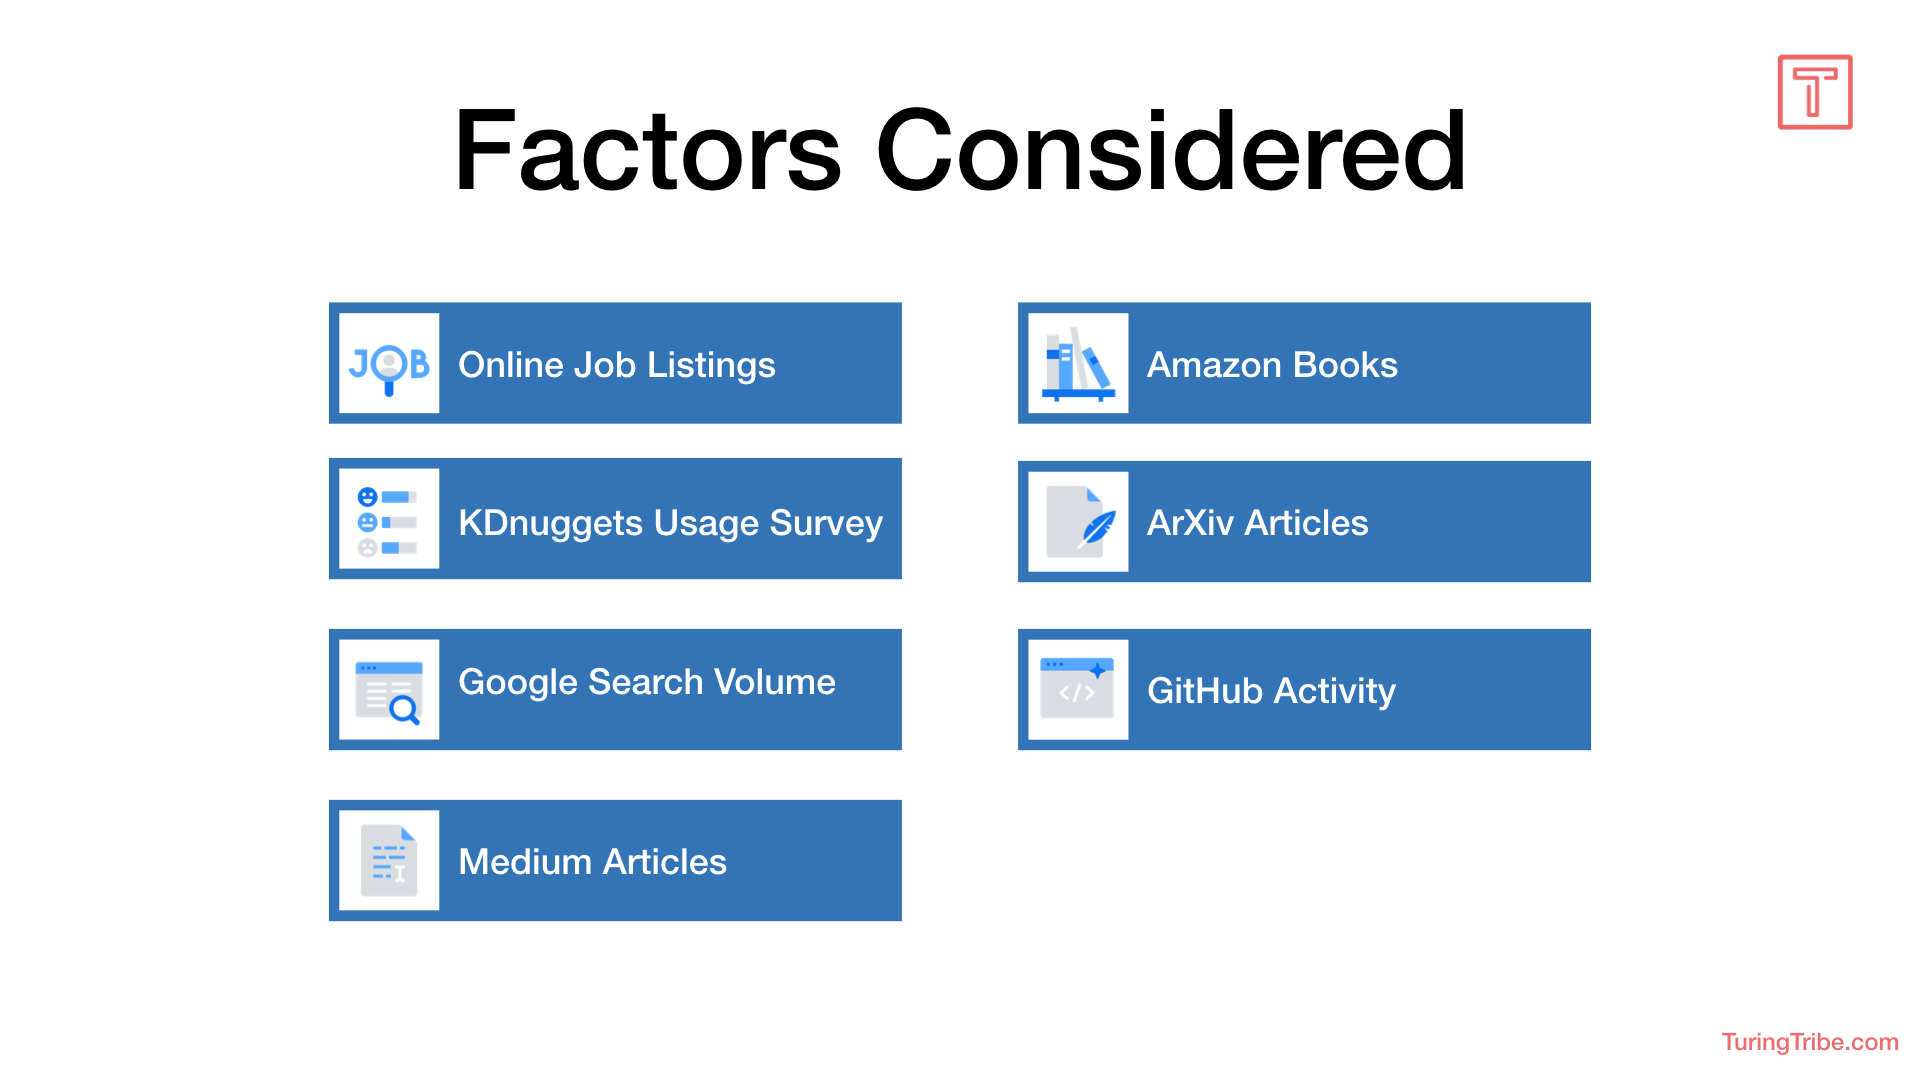 Factors Considered
JOB
Online Job Listings
KDnuggets Usage Survey
Google Search Volume
Medium Articles
Amazon Books
ArXiv Articles
</>
GitHub Activity
T
TuringTribe.com